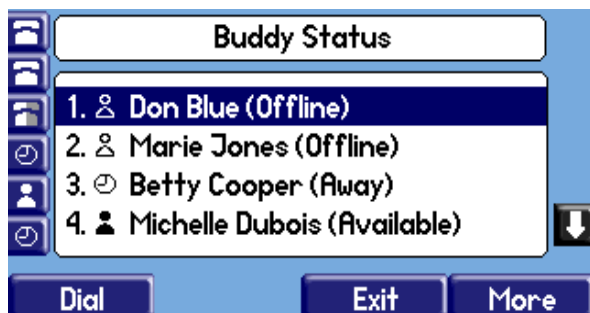 Buddy Status
1. Don Blue (Offline)
2. Marie Jones (Offline)
3. Betty Cooper (Away)
4. Michelle Dubois (Available)
Dial Exit More